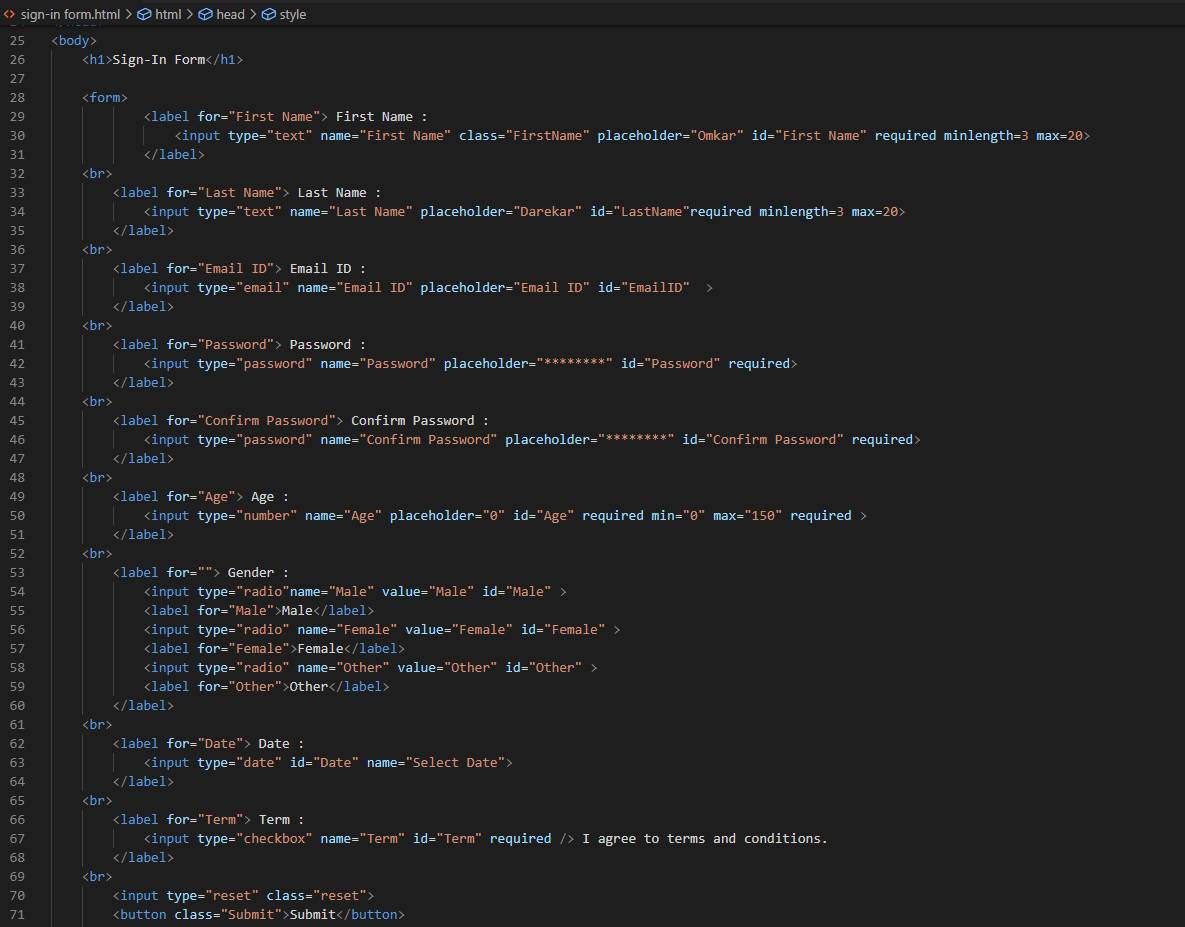 sign-in form.html > html > head > style
25 <body>
26 <h1>Sign-In Form</h1>
27
28 <form>
29 <label for="First Name"> First Name :
30 <input type="text" name="First Name" class="FirstName" placeholder="Omkar" id="First Name" required minlength=3 max=20>
31 </label>
32 <br>
33 <label for="Last Name"> Last Name :
34 <input type="text" name="Last Name" placeholder="Darekar" id="LastName"required minlength=3 max=20>
35 </label>
36 <br>
37 <label for="Email ID"> Email ID :
38 <input type="email" name="Email ID" placeholder="Email ID" id="EmailID"  >
39 </label>
40 <br>
41 <label for="Password"> Password :
42 <input type="password" name="Password" placeholder="********" id="Password" required>
43 </label>
44 <br>
45 <label for="Confirm Password"> Confirm Password :
46 <input type="password" name="Confirm Password" placeholder="********" id="Confirm Password" required>
47 </label>
48 <br>
49 <label for="Age"> Age :
50 <input type="number" name="Age" placeholder="0" id="Age" required min="0" max="150" required >
51 </label>
52 <br>
53 <label for=""> Gender :
54 <input type="radio"name="Male" value="Male" id="Male" >
55 <label for="Male">Male</label>
56 <input type="radio" name="Female" value="Female" id="Female" >
57 <label for="Female">Female</label>
58 <input type="radio" name="Other" value="Other" id="Other" >
59 <label for="Other">Other</label>
60 </label>
61 <br>
62 <label for="Date"> Date :
63 <input type="date" id="Date" name="Select Date">
64 </label>
65 <br>
66 <label for="Term"> Term :
67 <input type="checkbox" name="Term" id="Term" required /> I agree to terms and conditions.
68 </label>
69 <br>
70 <input type="reset" class="reset">
71 <button class="Submit">Submit</button>